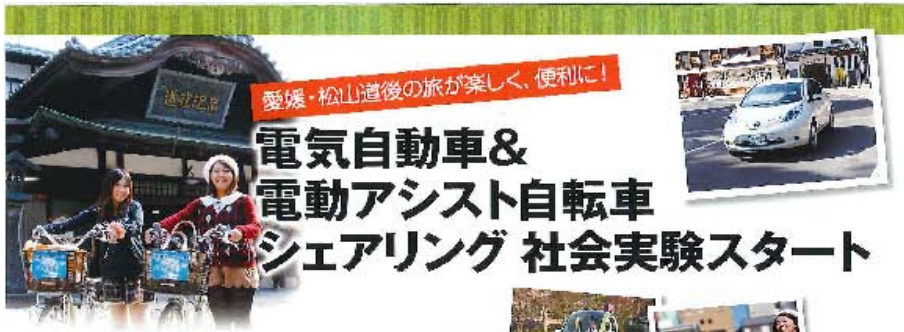 愛媛・松山道後の旅が楽しく、便利に！
電気自動車&
電動アシスト自転車
シェアリング 社会実験スタート